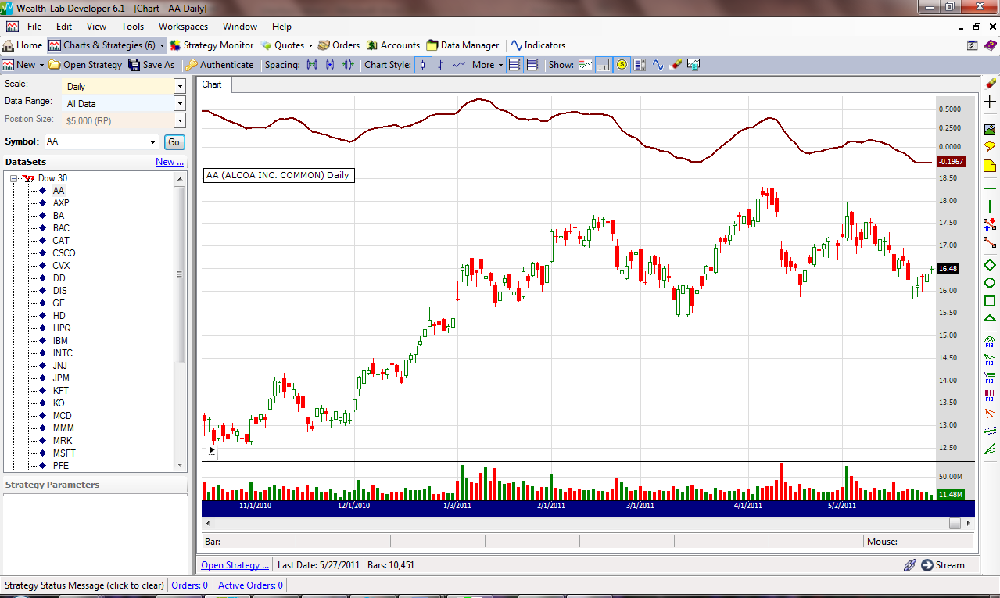 Wealth-Lab Developer 6.1 - [Chart - AA Daily]
File Edit View Tools Workspaces Window Help
Home Charts & Strategies (6) Strategy Monitor Quotes Orders Accounts Data Manager Indicators
New Open Strategy Save As Authenticate Spacing: Chart Style: More Show:
Scale: Daily
Data Range: All Data
Position Size: $5,000 (RP)
Symbol: AA Go
DataSets New ...
Dow 30
AA
AXP
BA
BAC
CAT
CSCO
CVX
DD
DIS
GE
HD
HPQ
IBM
INTC
JNJ
JPM
KFT
KO
MCD
MMM
MRK
MSFT
PFE
Strategy Parameters
Chart
0.5000
0.2500
0.0000
-0.1967
AA (ALCOA INC. COMMON) Daily
18.50
18.00
17.50
17.00
16.48
16.00
15.50
15.00
14.50
14.00
13.50
13.00
12.50
50.00M
11.48M
11/1/2010 12/1/2010 1/3/2011 2/1/2011 3/1/2011 4/1/2011 5/2/2011
Bar: Mouse:
Open Strategy ... Last Date: 5/27/2011 Bars: 10,451 Stream
FIB
FIB
FIB
FIB
Strategy Status Message (click to clear) Orders: 0 Active Orders: 0